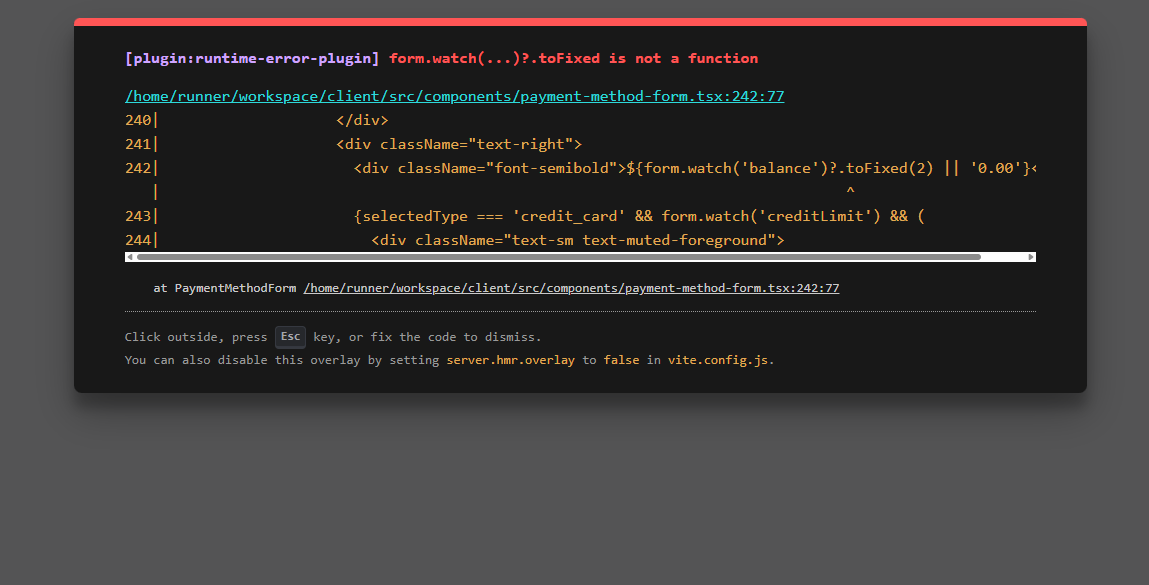 [plugin:runtime-error-plugin] form.watch(...)?.toFixed is not a function
/home/runner/workspace/client/src/components/payment-method-form.tsx:242:77
240|                    </div>
241|                    <div className="text-right">
242|                      <div className="font-semibold">${form.watch('balance')?.toFixed(2) || '0.00'}<
   |                                                                              ^
243|                      {selectedType === 'credit_card' && form.watch('creditLimit') && (
244|                        <div className="text-sm text-muted-foreground">
at PaymentMethodForm /home/runner/workspace/client/src/components/payment-method-form.tsx:242:77
Click outside, press Esc key, or fix the code to dismiss.
You can also disable this overlay by setting server.hmr.overlay to false in vite.config.js.